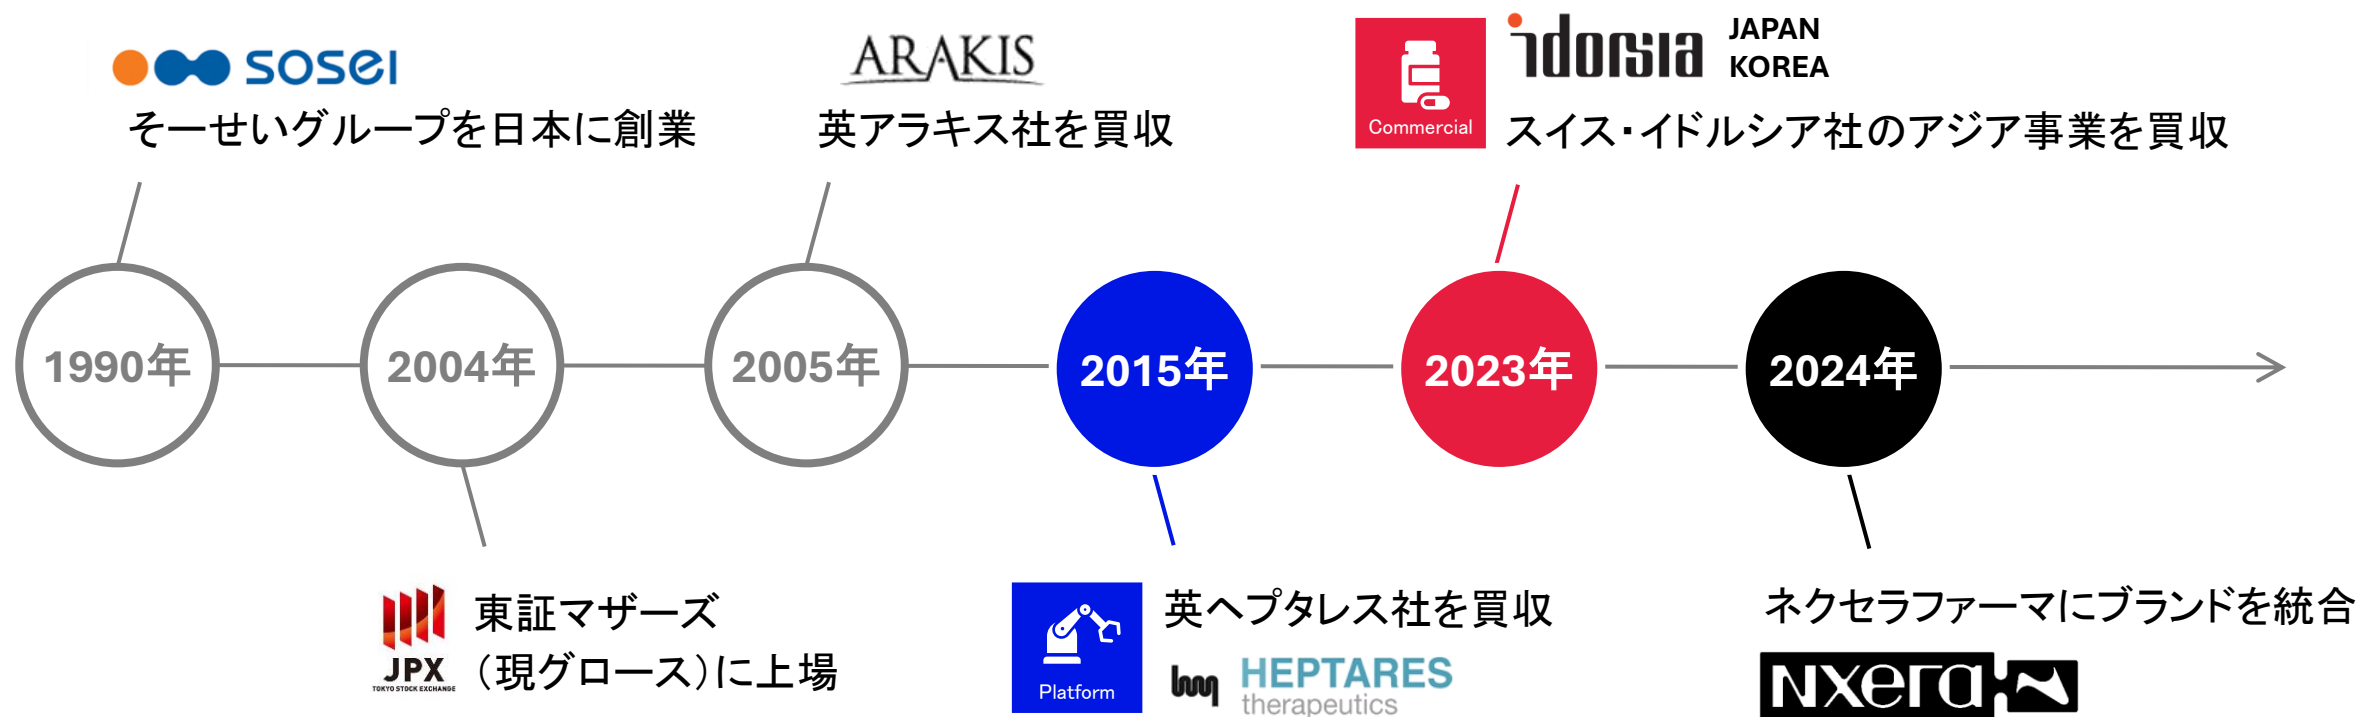 sosei
そーせいグループを日本に創業
ARAKIS
英アラキス社を買収
Commercial
idorsia
JAPAN
KOREA
スイス・イドルシア社のアジア事業を買収
1990年
2004年
2005年
2015年
2023年
2024年
JPX
TOKYO STOCK EXCHANGE
東証マザーズ
（現グロース）に上場
Platform
英ヘプタレス社を買収
HEPTARES
therapeutics
ネクセラファーマにブランドを統合
NXera